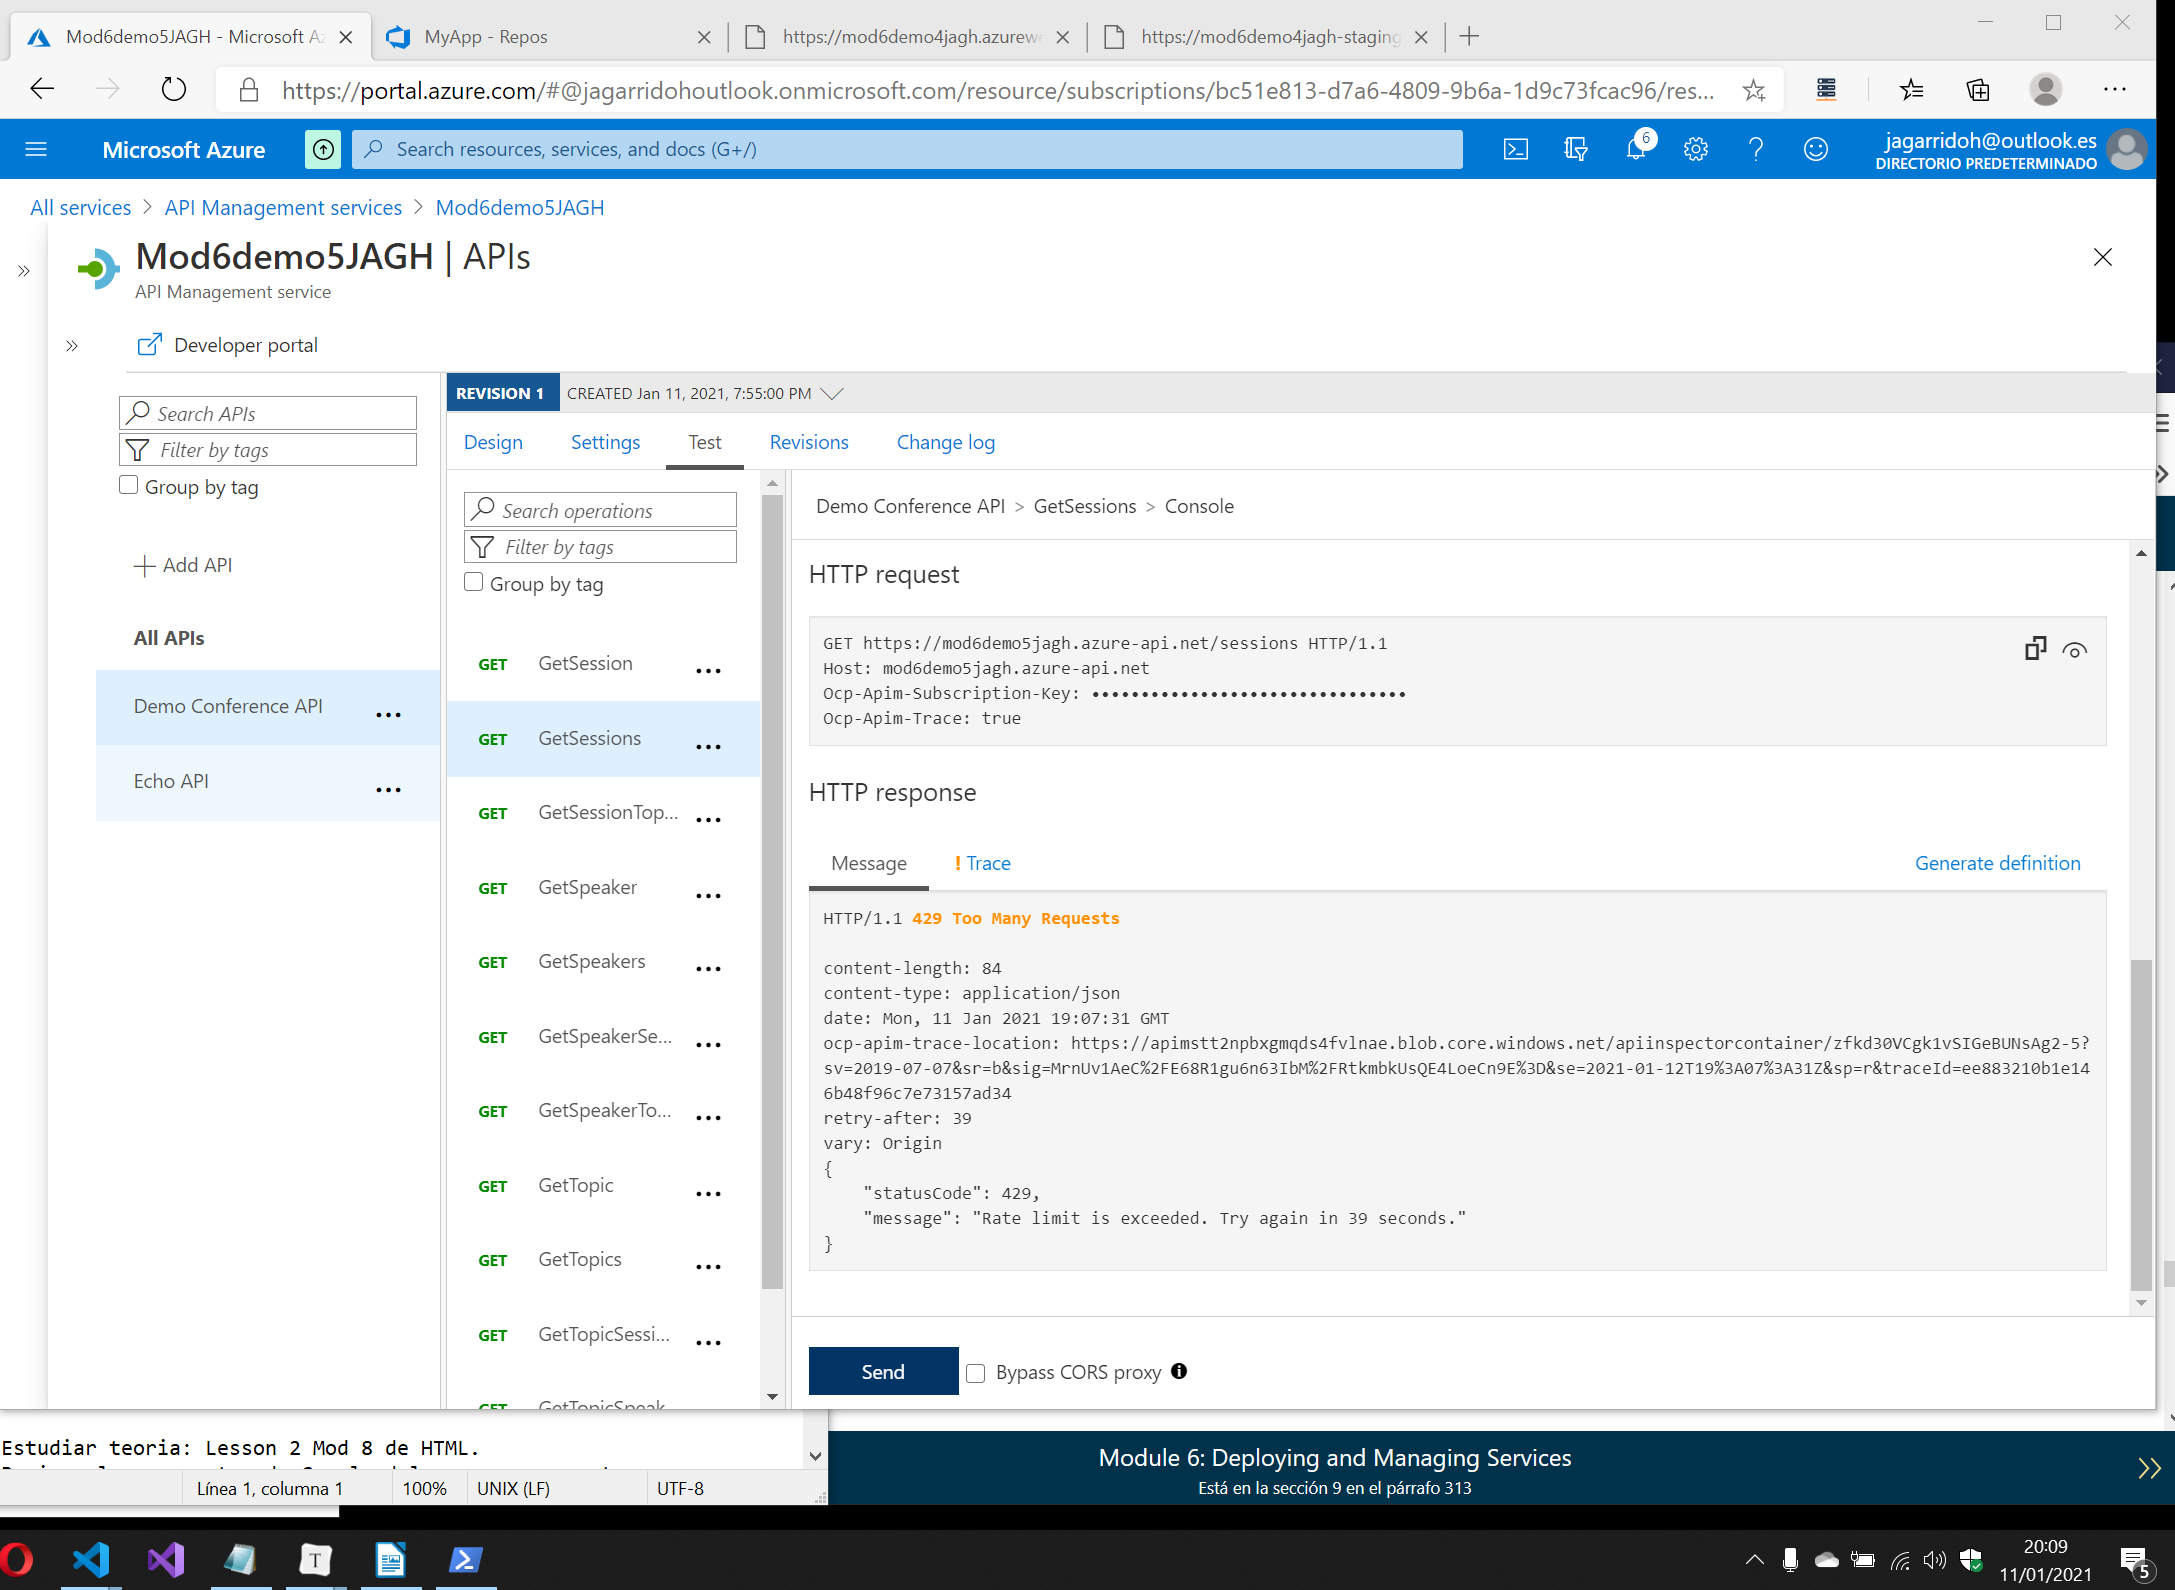 Mod6demo5JAGH - Microsoft Az
MyApp - Repos
https://mod6demo4jagh.azurewe
https://mod6demo4jagh-staging
https://portal.azure.com/#@jagarridohoutlook.onmicrosoft.com/resource/subscriptions/bc51e813-d7a6-4809-9b6a-1d9c73fcac96/res...
Microsoft Azure
Search resources, services, and docs (G+/)
6
jagarridoh@outlook.es
DIRECTORIO PREDETERMINADO
All services > API Management services > Mod6demo5JAGH
Mod6demo5JAGH | APIs
API Management service
Developer portal
Search APIs
Filter by tags
Group by tag
Add API
All APIs
Demo Conference API ...
Echo API ...
REVISION 1 CREATED Jan 11, 2021, 7:55:00 PM
Design Settings Test Revisions Change log
Search operations
Filter by tags
Group by tag
GET GetSession ...
GET GetSessions ...
GET GetSessionTop... ...
GET GetSpeaker ...
GET GetSpeakers ...
GET GetSpeakerSe... ...
GET GetSpeakerTo... ...
GET GetTopic ...
GET GetTopics ...
GET GetTopicSessi... ...
GET GetTopicSpeak
Demo Conference API > GetSessions > Console
HTTP request
GET https://mod6demo5jagh.azure-api.net/sessions HTTP/1.1
Host: mod6demo5jagh.azure-api.net
Ocp-Apim-Subscription-Key: ••••••••••••••••••••••••••••••••
Ocp-Apim-Trace: true
HTTP response
Message ! Trace Generate definition
HTTP/1.1 429 Too Many Requests
content-length: 84
content-type: application/json
date: Mon, 11 Jan 2021 19:07:31 GMT
ocp-apim-trace-location: https://apimstt2npbxgmqds4fvlnae.blob.core.windows.net/apiinspectorcontainer/zfkd30VCgk1vSIGeBUNsAg2-5?
sv=2019-07-07&sr=b&sig=MrnUv1AeC%2FE68R1gu6n63IbM%2FRtkmbkUsQE4LoeCn9E%3D&se=2021-01-12T19%3A07%3A31Z&sp=r&traceId=ee883210b1e14
6b48f96c7e73157ad34
retry-after: 39
vary: Origin
{
"statusCode": 429,
"message": "Rate limit is exceeded. Try again in 39 seconds."
}
Send Bypass CORS proxy
Estudiar teoria: Lesson 2 Mod 8 de HTML.
Línea 1, columna 1 100% UNIX (LF) UTF-8
Module 6: Deploying and Managing Services
Está en la sección 9 en el párrafo 313
T
20:09
11/01/2021
5